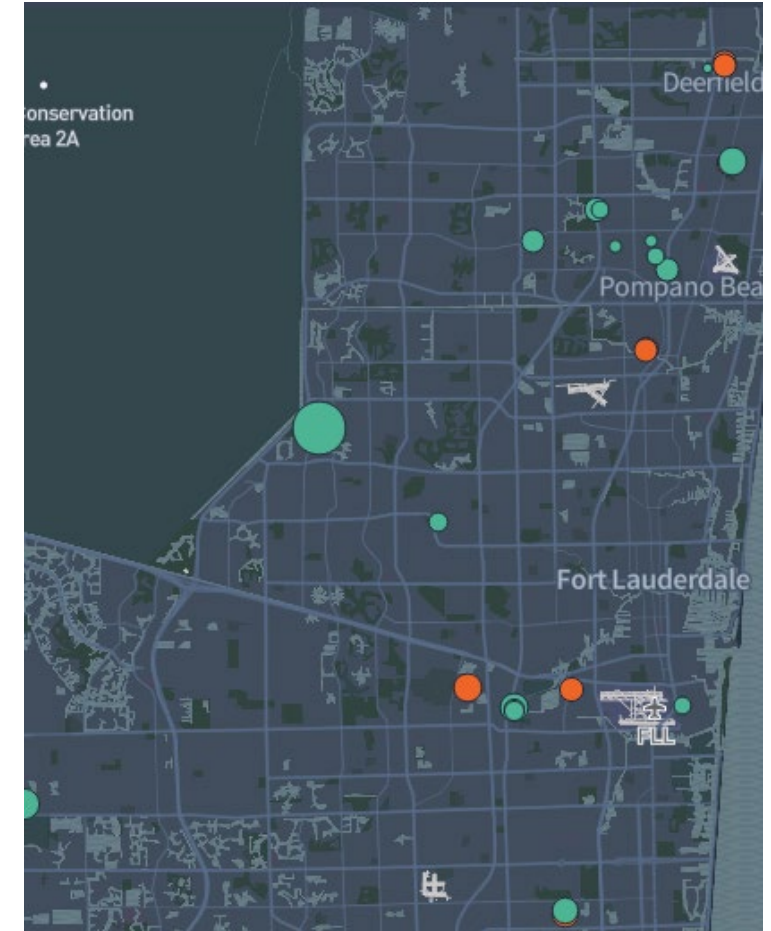 Deerfield
onservation
rea 2A
Pompano Bea
Fort Lauderdale
FLL